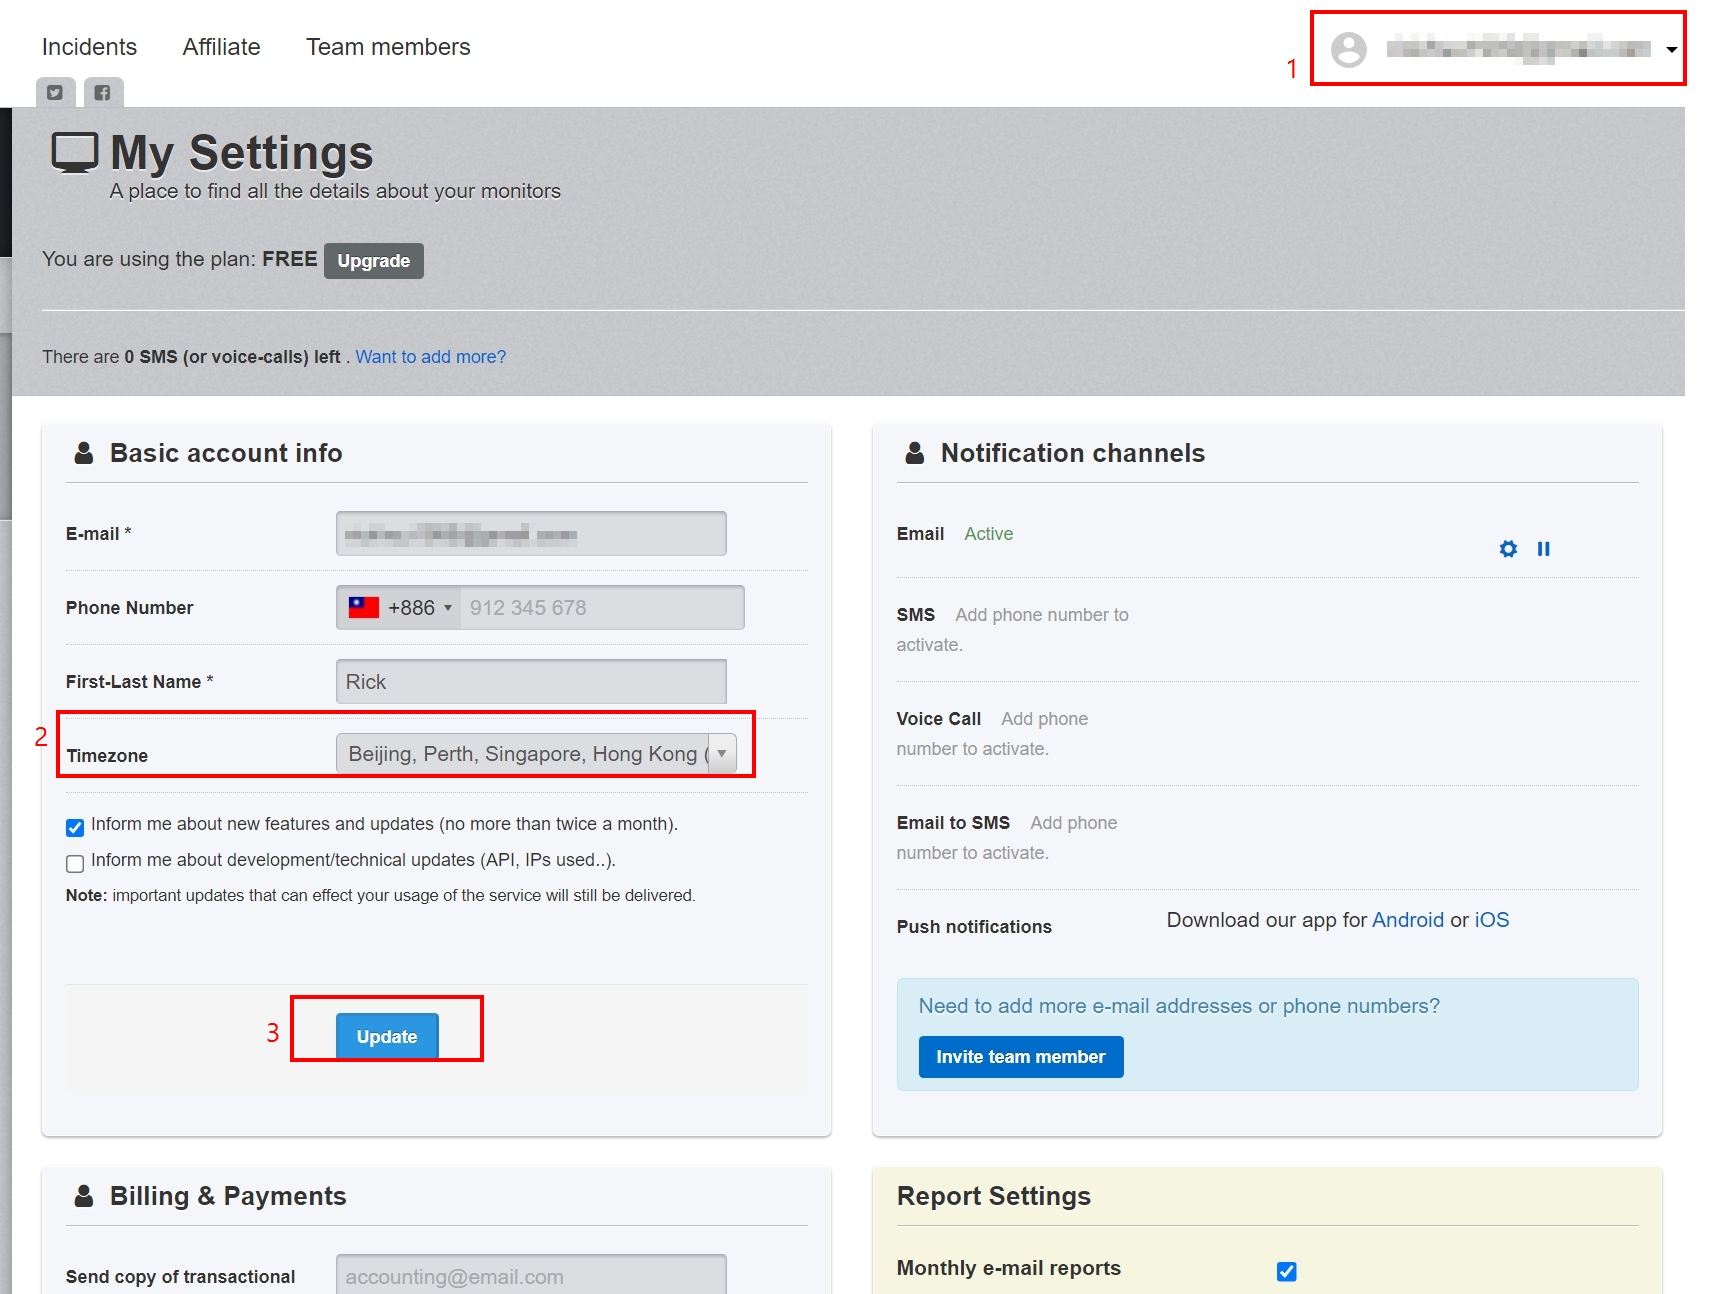 Incidents Affiliate Team members
1
My Settings
A place to find all the details about your monitors
You are using the plan: FREE Upgrade
There are 0 SMS (or voice-calls) left . Want to add more?
Basic account info
E-mail *
Phone Number +886 912 345 678
First-Last Name * Rick
2
Timezone Beijing, Perth, Singapore, Hong Kong (
Inform me about new features and updates (no more than twice a month).
Inform me about development/technical updates (API, IPs used..).
Note: important updates that can effect your usage of the service will still be delivered.
3
Update
Notification channels
Email Active
SMS Add phone number to
activate.
Voice Call Add phone
number to activate.
Email to SMS Add phone
number to activate.
Push notifications Download our app for Android or iOS
Need to add more e-mail addresses or phone numbers?
Invite team member
Billing & Payments
Send copy of transactional accounting@email.com
Report Settings
Monthly e-mail reports